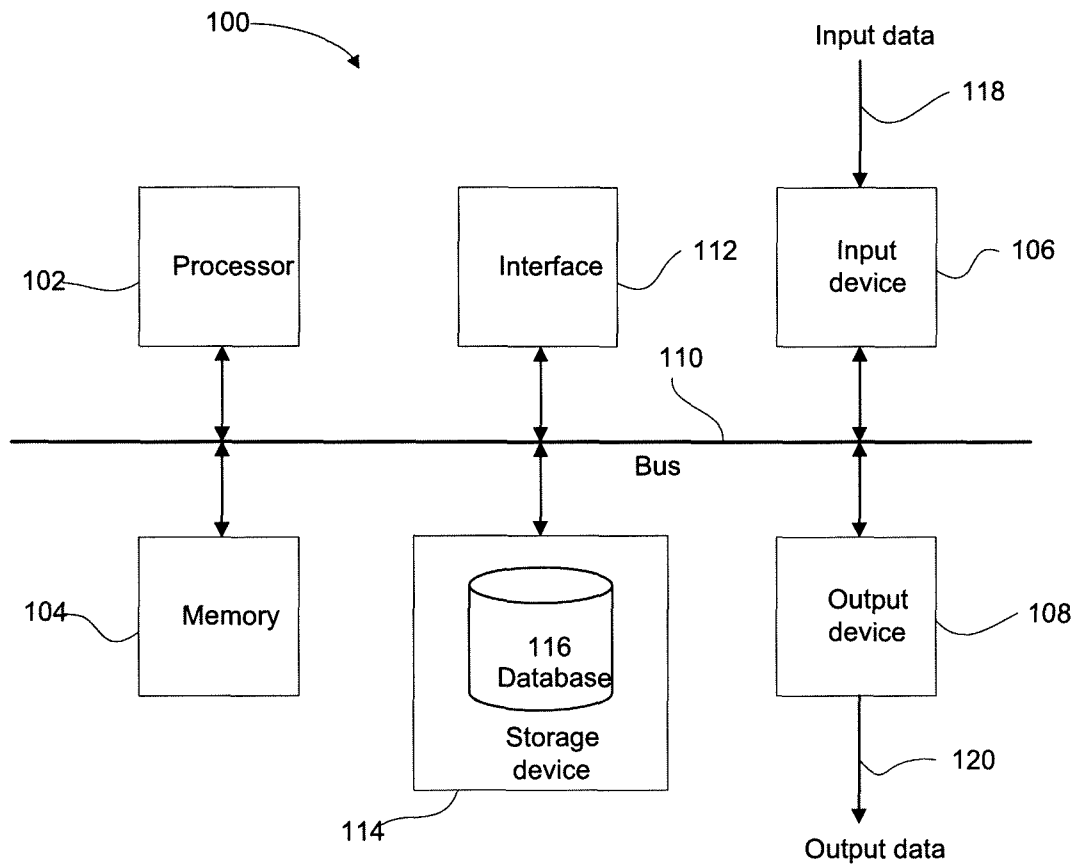 100
Input data
118
Processor
102
Interface
112
Input
device
106
110
Bus
Memory
104
116
Database
Storage
device
114
Output
device
108
120
Output data